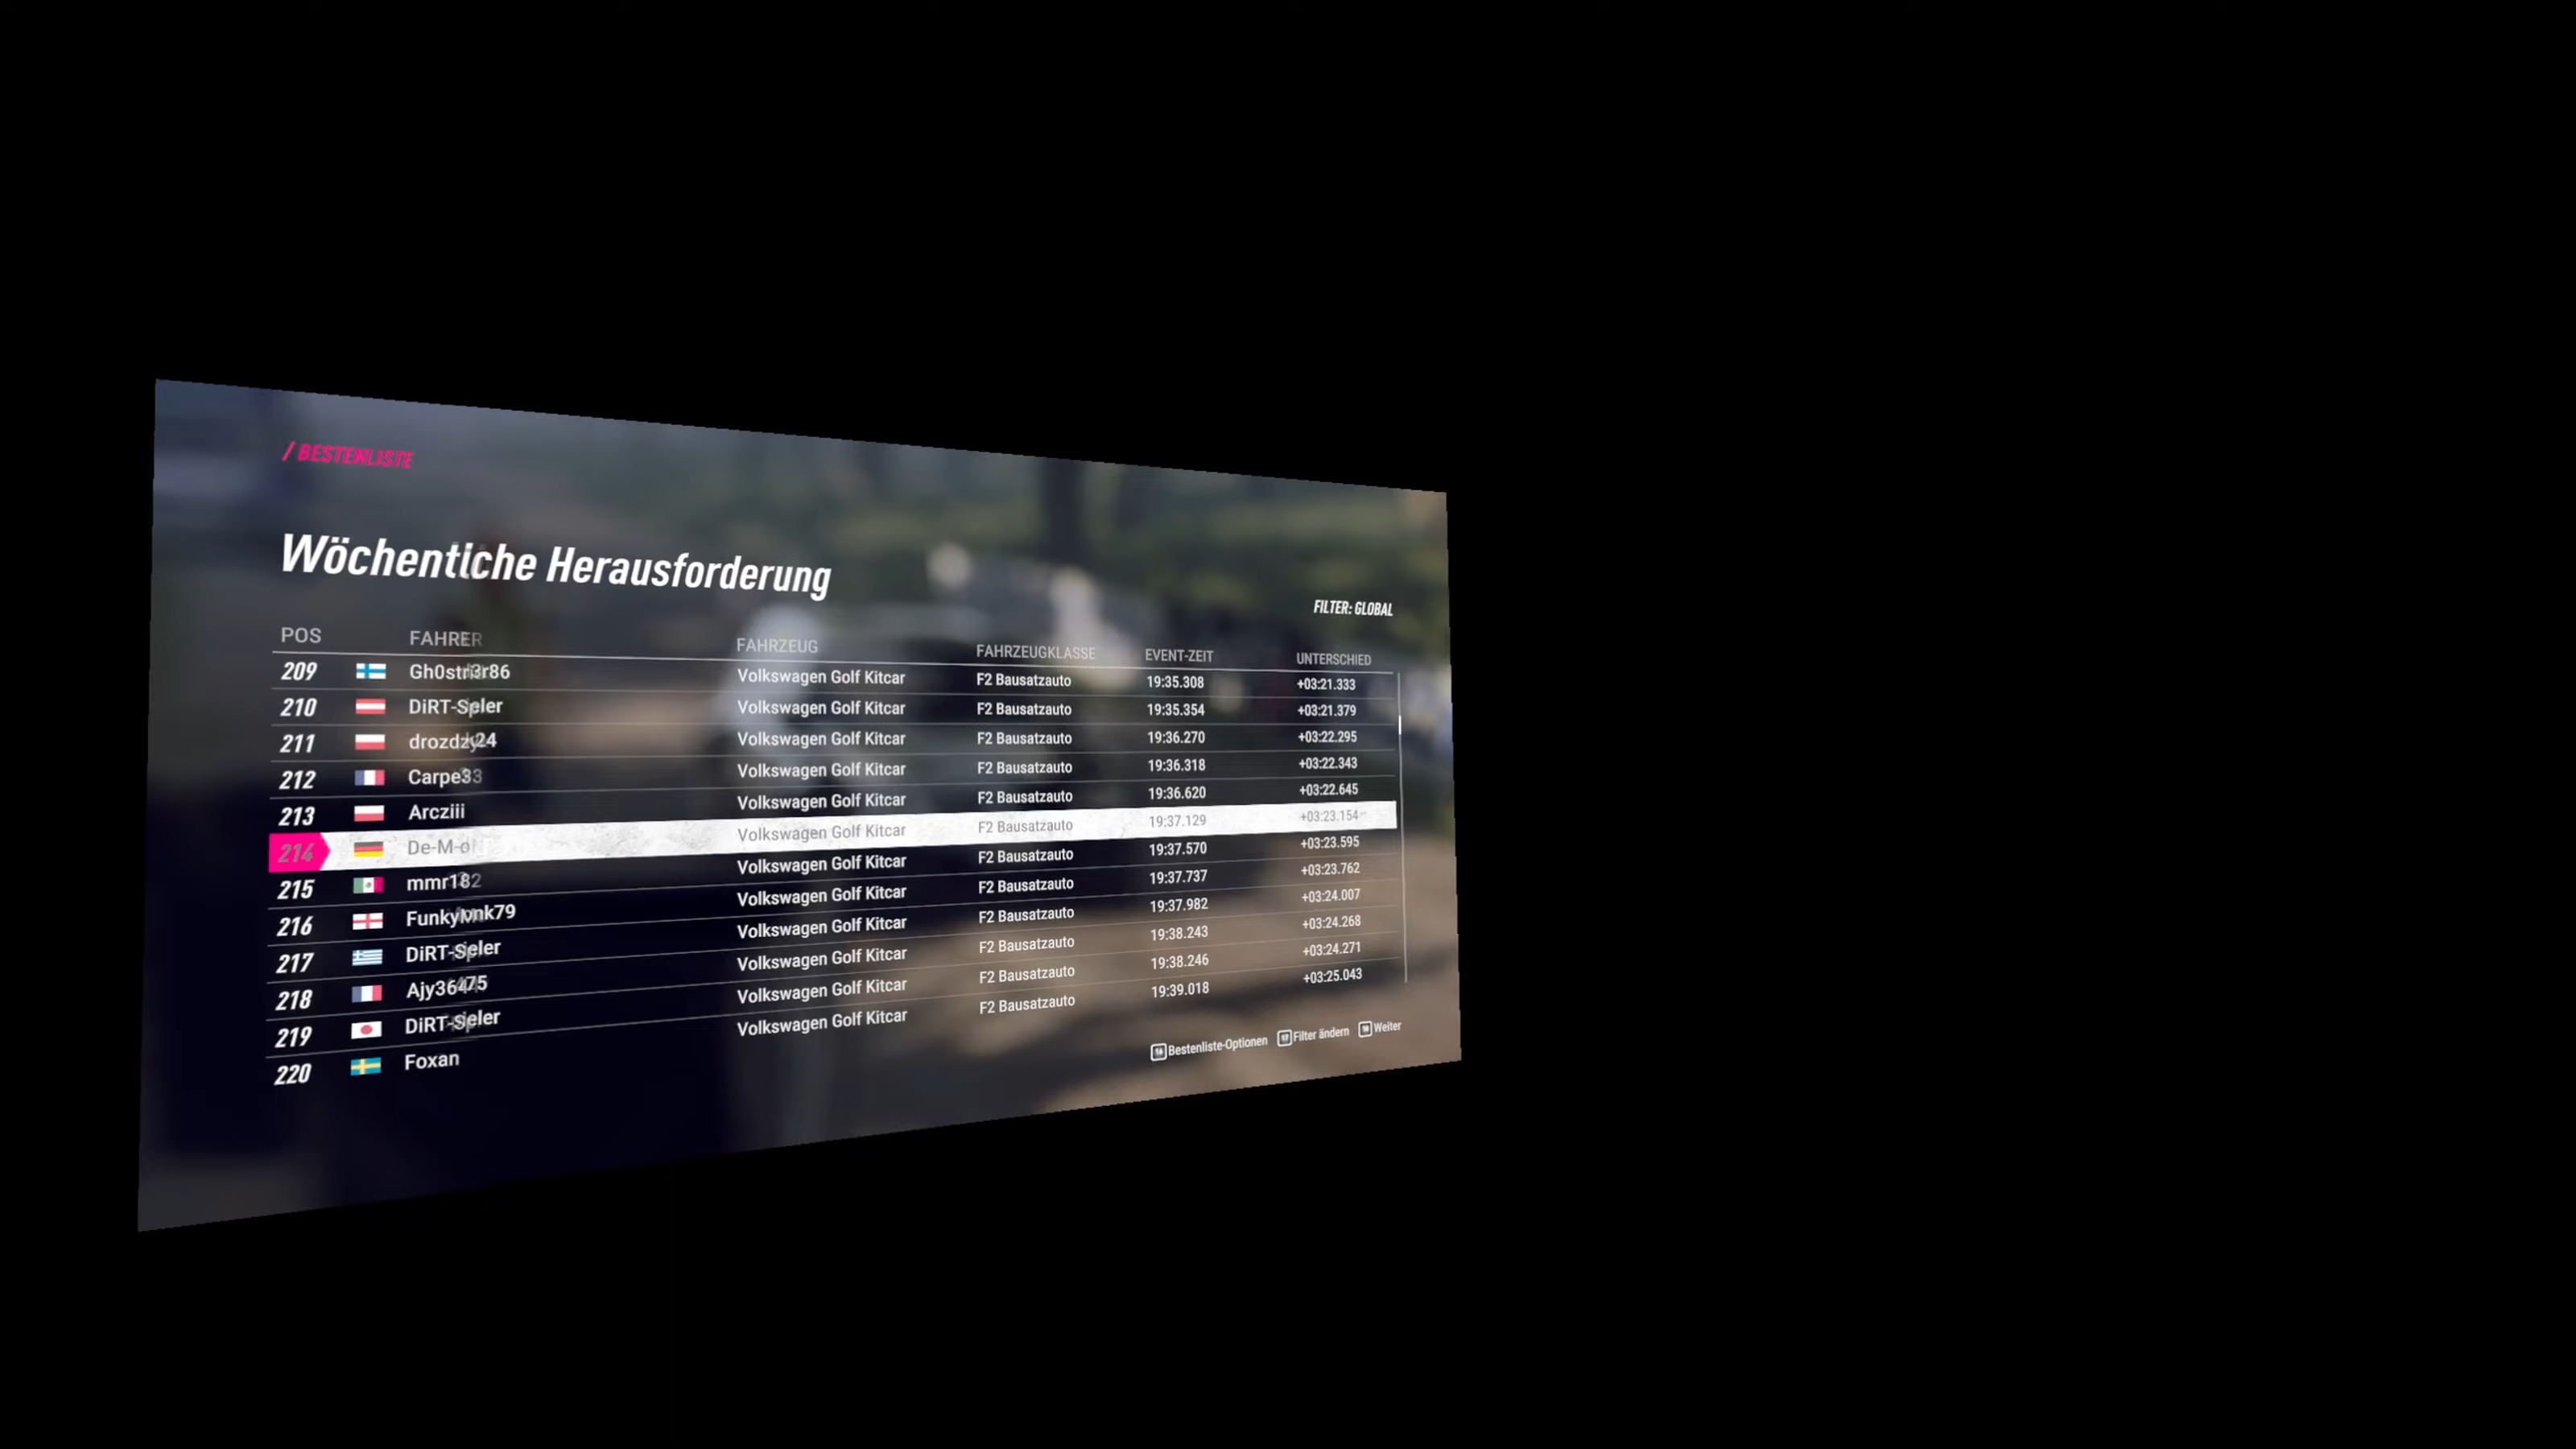 / BESTENLISTE
Wöchentliche Herausforderung
FILTER: GLOBAL
POS FAHRER FAHRZEUG FAHRZEUGKLASSE EVENT-ZEIT UNTERSCHIED
209 Volkswagen Golf Kitcar F2 Bausatzauto 19:35.308 +03:21.333
210 Volkswagen Golf Kitcar F2 Bausatzauto 19:35.354 +03:21.379
211 Volkswagen Golf Kitcar F2 Bausatzauto 19:36.270 +03:22.295
212 Volkswagen Golf Kitcar F2 Bausatzauto 19:36.318 +03:22.343
213 Arcziii Volkswagen Golf Kitcar F2 Bausatzauto 19:36.620 +03:22.645
214 Volkswagen Golf Kitcar F2 Bausatzauto 19:37.129 +03:23.154
215 Volkswagen Golf Kitcar F2 Bausatzauto 19:37.570 +03:23.595
216 Volkswagen Golf Kitcar F2 Bausatzauto 19:37.737 +03:23.762
217 Volkswagen Golf Kitcar F2 Bausatzauto 19:37.982 +03:24.007
218 Volkswagen Golf Kitcar F2 Bausatzauto 19:38.243 +03:24.268
219 Volkswagen Golf Kitcar F2 Bausatzauto 19:38.246 +03:24.271
220 Foxan Volkswagen Golf Kitcar F2 Bausatzauto 19:39.018 +03:25.043
Bestenliste-Optionen Filter ändern Weiter